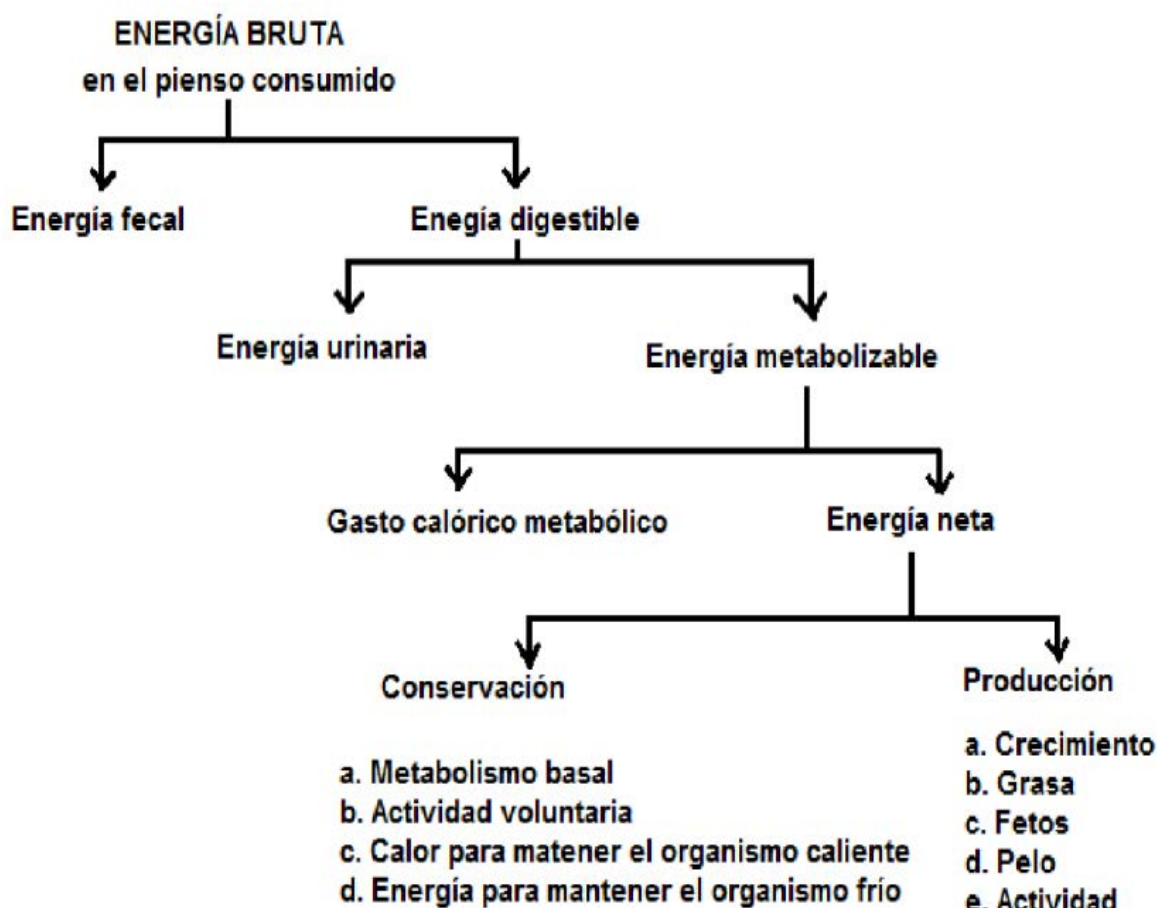 ENERGÍA BRUTA
en el pienso consumido
Energía fecal
Enegía digestible
Energía urinaria
Energía metabolizable
Gasto calórico metabólico
Energía neta
Conservación
a. Metabolismo basal
b. Actividad voluntaria
c. Calor para matener el organismo caliente
d. Energía para mantener el organismo frío
Producción
a. Crecimiento
b. Grasa
c. Fetos
d. Pelo
e. Actividad